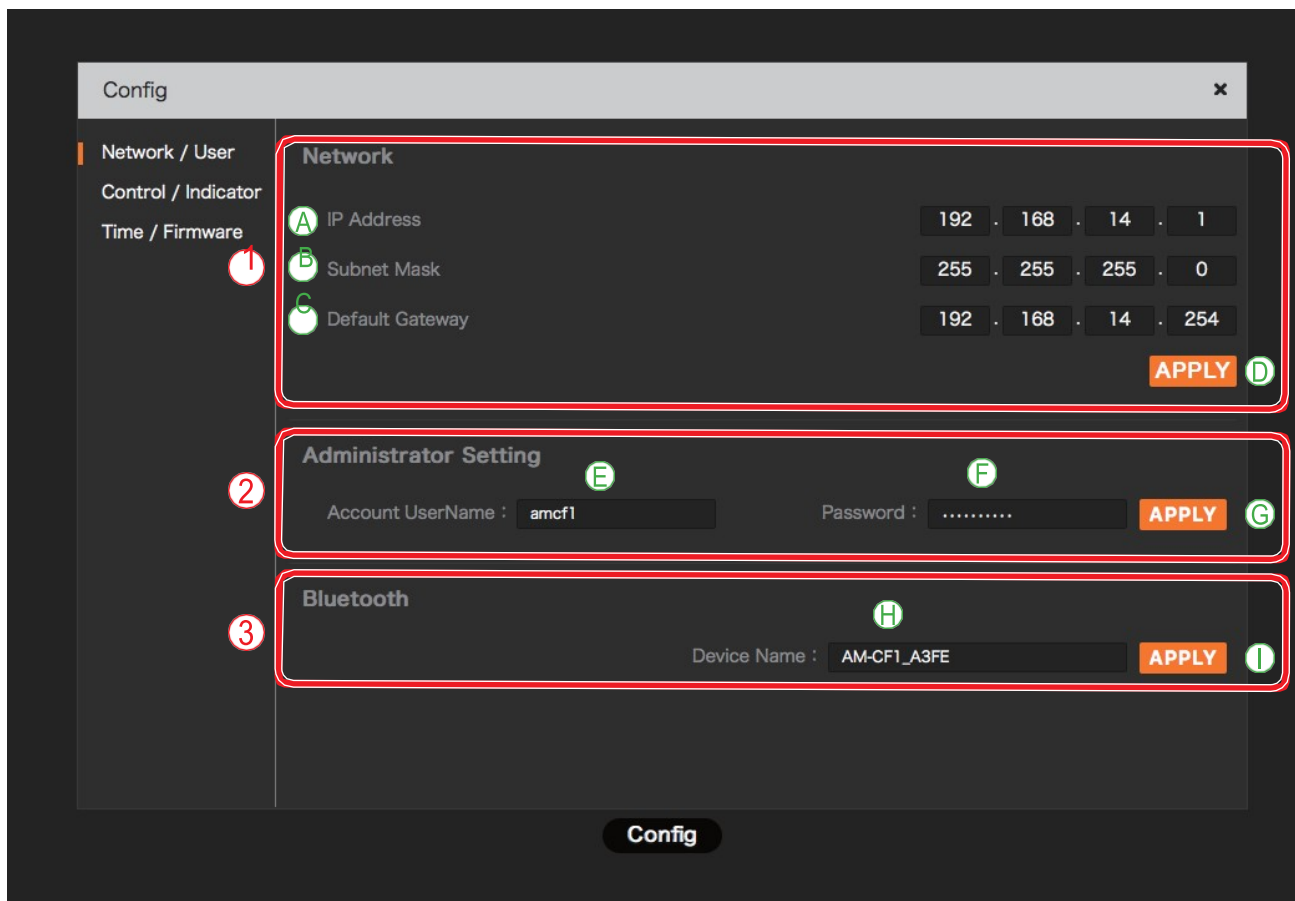 Config ×
Network / User
Control / Indicator
Time / Firmware
1
Network
A IP Address 192 . 168 . 14 . 1
B Subnet Mask 255 . 255 . 255 . 0
C Default Gateway 192 . 168 . 14 . 254
APPLY D
2
Administrator Setting
E F
Account UserName : amcf1 Password : ·········· APPLY G
3
Bluetooth
H
Device Name : AM-CF1_A3FE APPLY I
Config